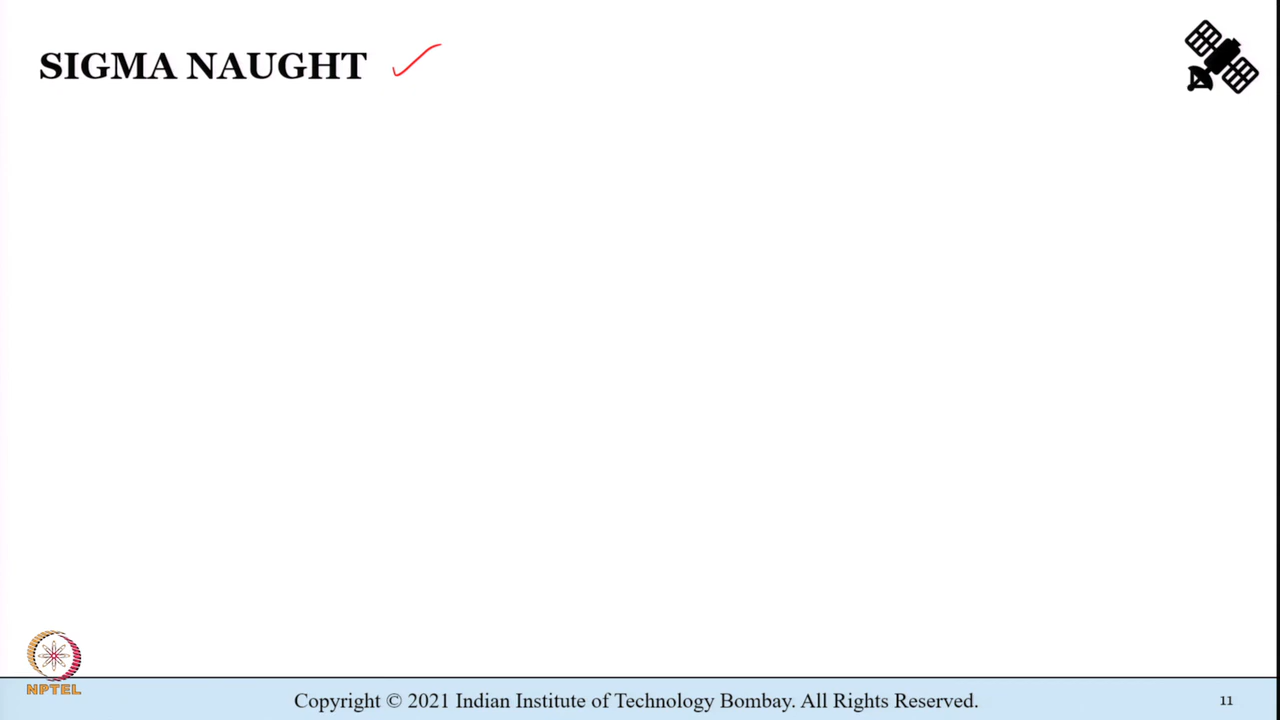 SIGMA NAUGHT
NPTEL
Copyright © 2021 Indian Institute of Technology Bombay. All Rights Reserved.
11